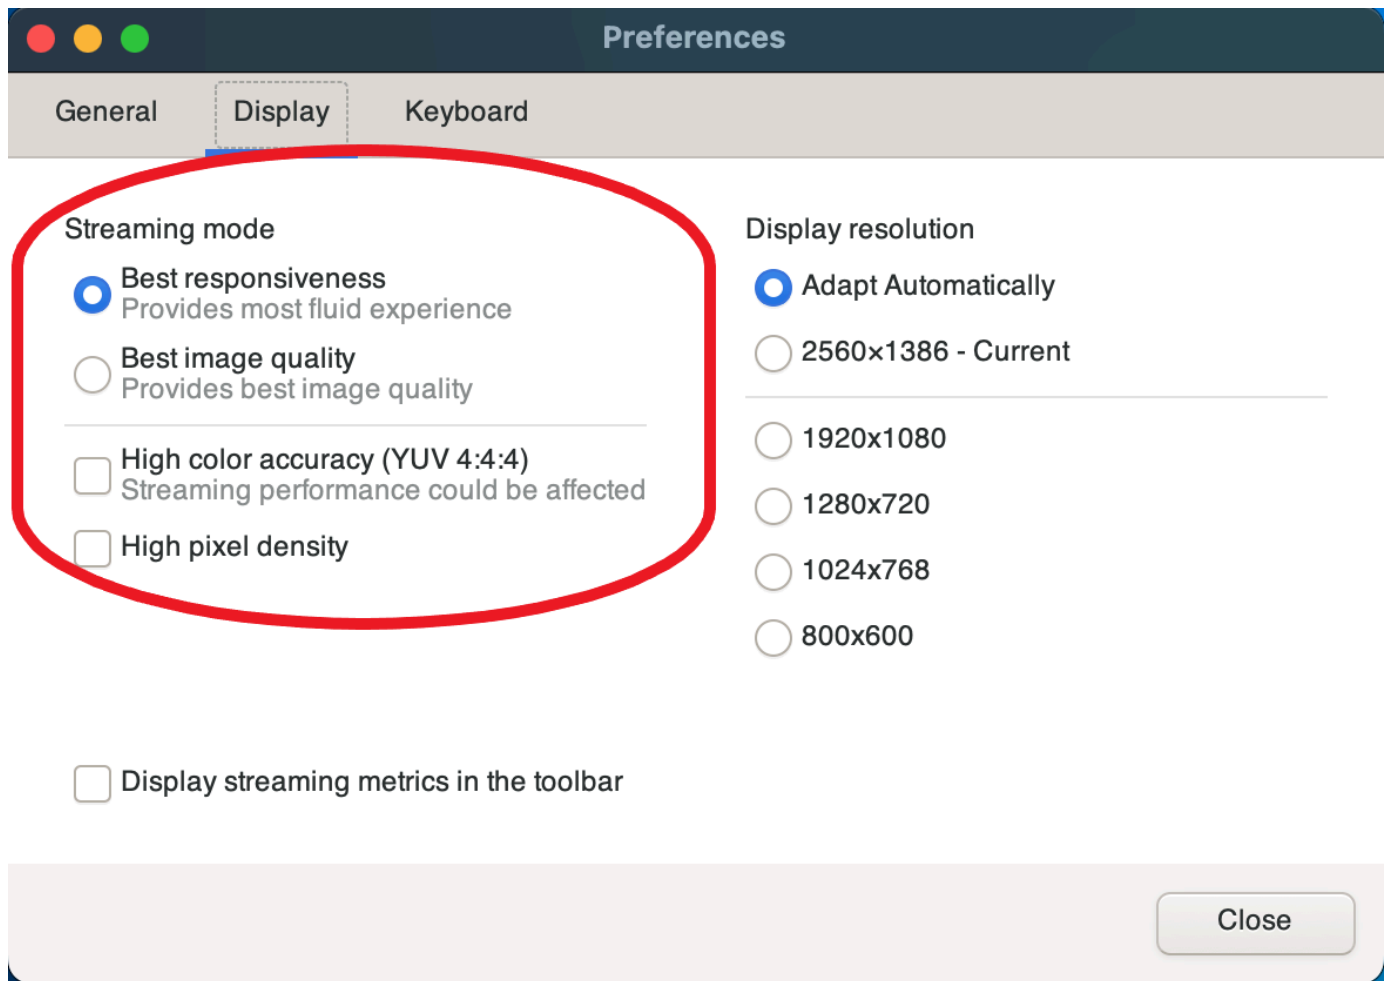 Preferences
General
Display
Keyboard
Streaming mode
Best responsiveness
Provides most fluid experience
Best image quality
Provides best image quality
High color accuracy (YUV 4:4:4)
Streaming performance could be affected
High pixel density
Display resolution
Adapt Automatically
2560×1386 - Current
1920x1080
1280x720
1024x768
800x600
Display streaming metrics in the toolbar
Close